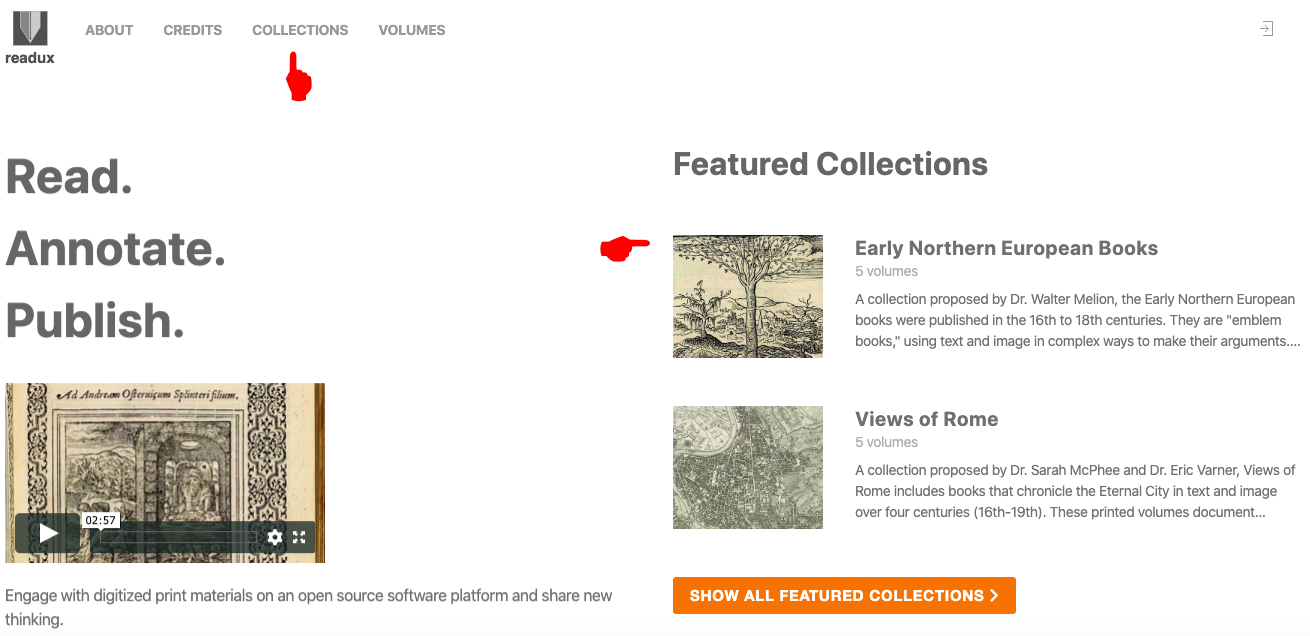 ABOUT CREDITS COLLECTIONS VOLUMES
readux
Read.
Annotate.
Publish.
Ad Andream Osteruicum Splinteri filium.
02:57
Engage with digitized print materials on an open source software platform and share new
thinking.
Featured Collections
Early Northern European Books
5 volumes
A collection proposed by Dr. Walter Melion, the Early Northern European
books were published in the 16th to 18th centuries. They are "emblem
books," using text and image in complex ways to make their arguments....
Views of Rome
5 volumes
A collection proposed by Dr. Sarah McPhee and Dr. Eric Varner, Views of
Rome includes books that chronicle the Eternal City in text and image
over four centuries (16th-19th). These printed volumes document...
SHOW ALL FEATURED COLLECTIONS